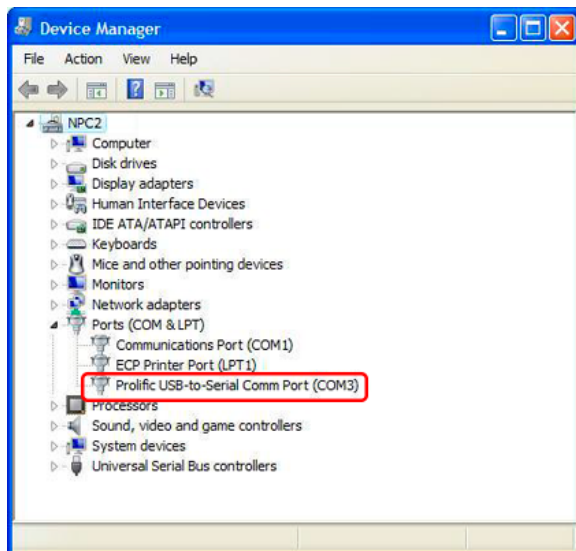 Device Manager
File Action View Help
NPC2
Computer
Disk drives
Display adapters
Human Interface Devices
IDE ATA/ATAPI controllers
Keyboards
Mice and other pointing devices
Monitors
Network adapters
Ports (COM & LPT)
Communications Port (COM1)
ECP Printer Port (LPT1)
Prolific USB-to-Serial Comm Port (COM3)
Processors
Sound, video and game controllers
System devices
Universal Serial Bus controllers